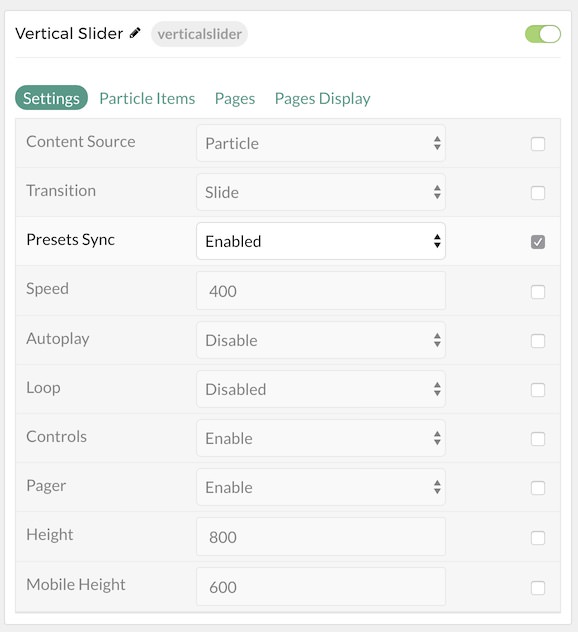 Vertical Slider verticalslider
Settings Particle Items Pages Pages Display
Content Source Particle
Transition Slide
Presets Sync Enabled
Speed 400
Autoplay Disable
Loop Disabled
Controls Enable
Pager Enable
Height 800
Mobile Height 600